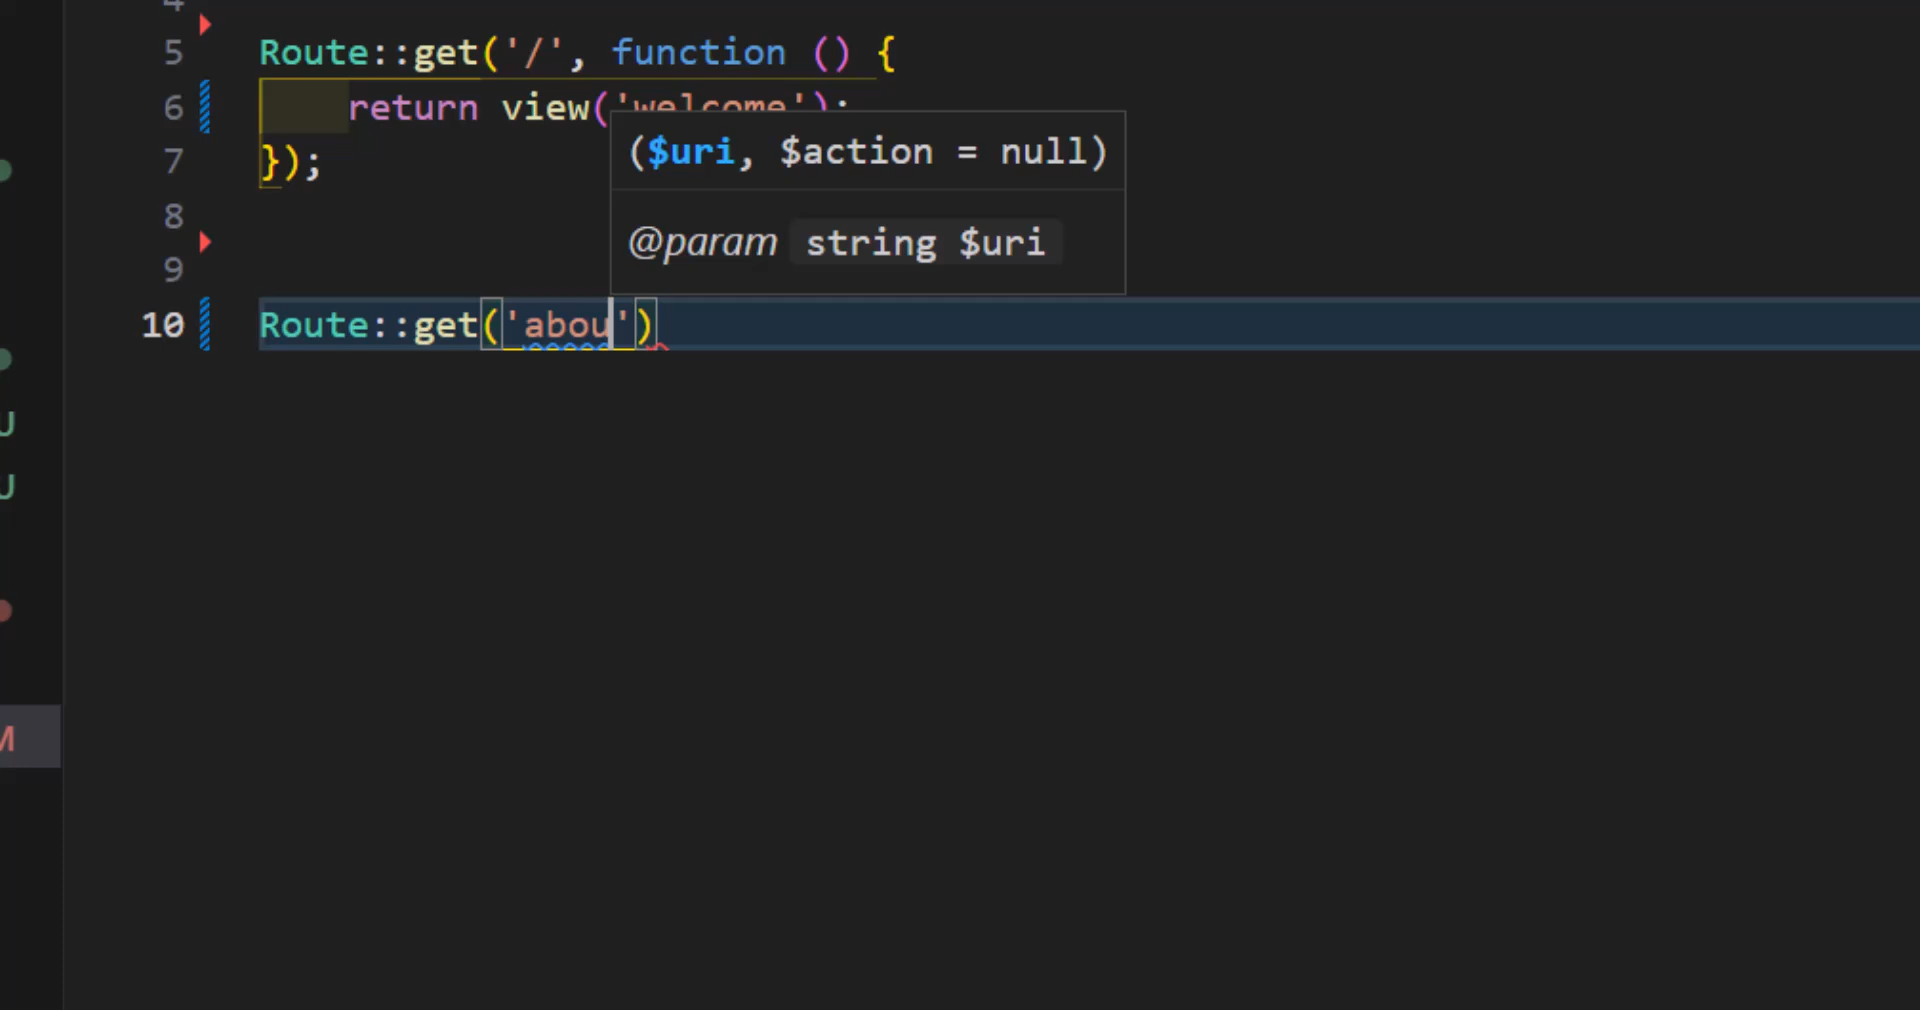 4
5 Route::get('/', function () {
6 return view('welcome');
7 });
($uri, $action = null)
8
@param string $uri
9
10 Route::get('abou')
U
U
M